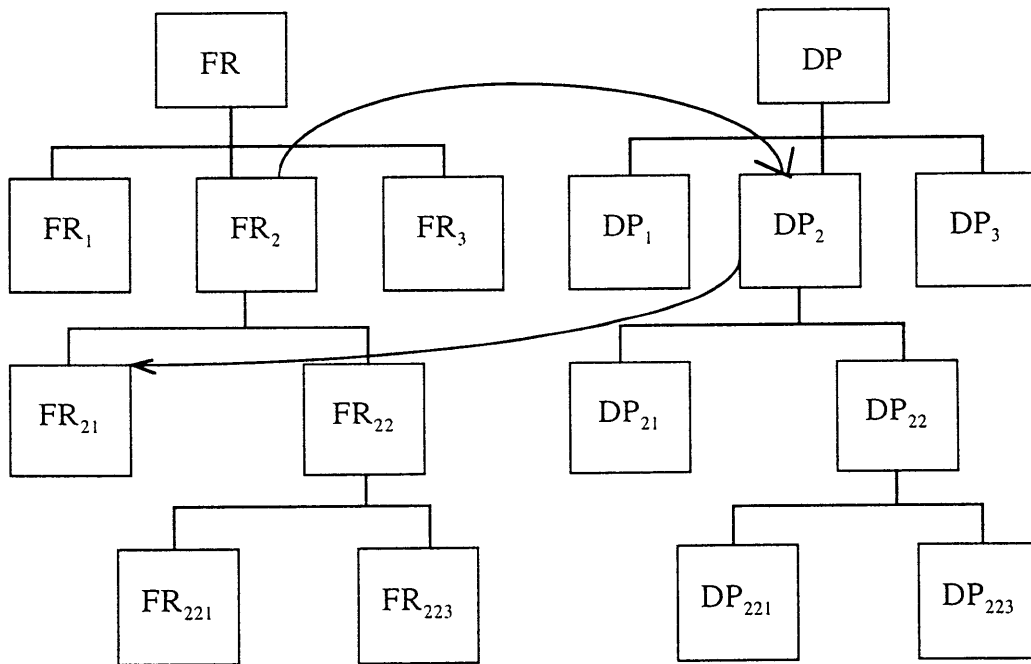 FR DP
FR₁ FR₂ FR₃ DP₁ DP₂ DP₃
FR₂₁ FR₂₂ DP₂₁ DP₂₂
FR₂₂₁ FR₂₂₃ DP₂₂₁ DP₂₂₃